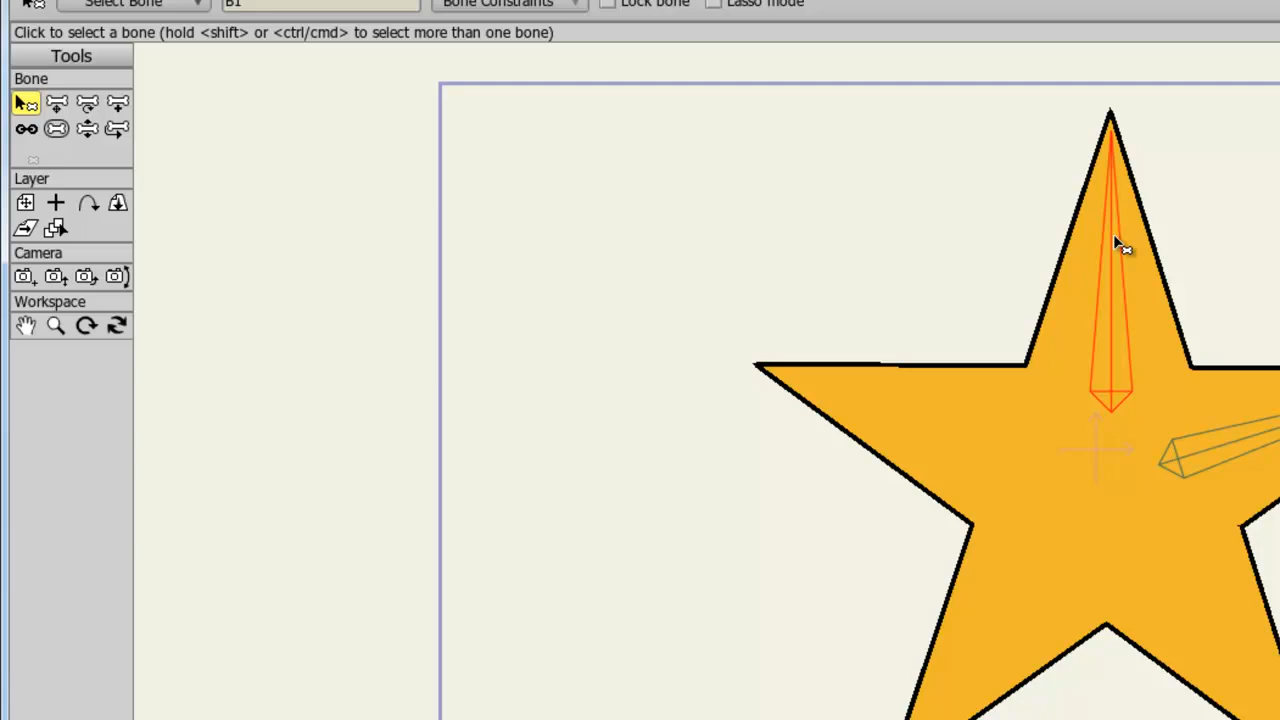 Select Bone B1 Bone Constraints Lock bone Lasso mode
Click to select a bone (hold <shift> or <ctrl/cmd> to select more than one bone)
Tools
Bone
Layer
Camera
Workspace